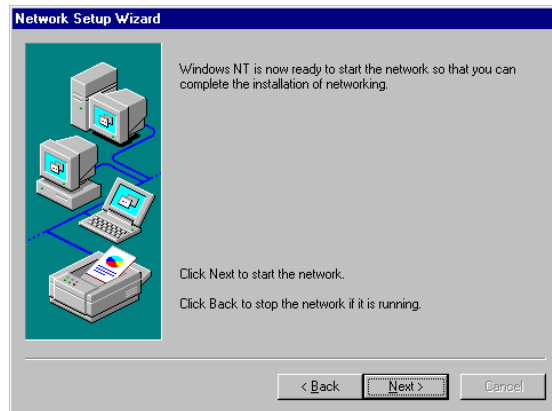 Network Setup Wizard
Windows NT is now ready to start the network so that you can
complete the installation of networking.
Click Next to start the network.
Click Back to stop the network if it is running.
< Back
Next >
Cancel